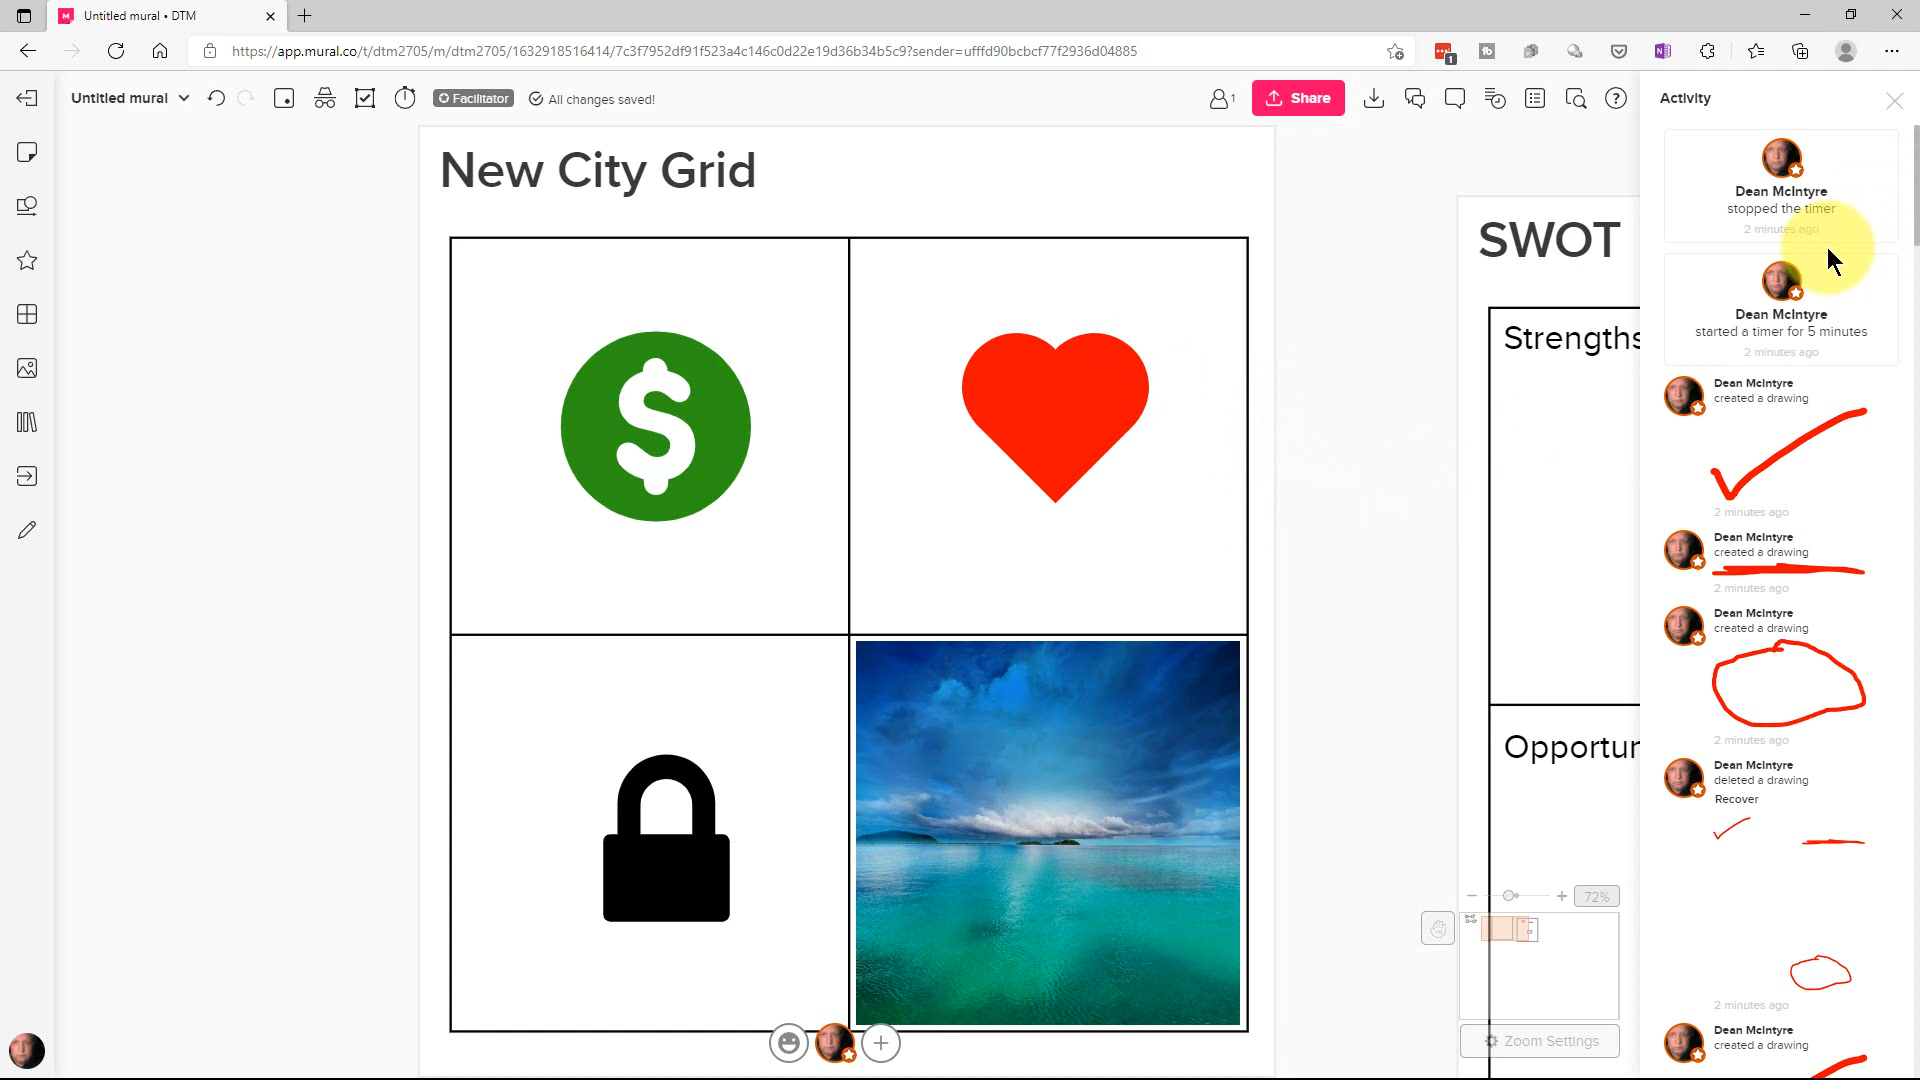 Untitled mural • DTM
https://app.mural.co/t/dtm2705/m/dtm2705/1632918516414/7c3f7952df91f523a4c146c0d22e19d36b34b5c9?sender=ufffd90bcbcf77f2936d04885
1
Untitled mural
Facilitator
All changes saved!
1
Share
Activity
New City Grid
SWOT
Strengths
Opportun
Dean McIntyre
stopped the timer
2 minutes ago
Dean McIntyre
started a timer for 5 minutes
2 minutes ago
Dean McIntyre
created a drawing
2 minutes ago
Dean McIntyre
created a drawing
2 minutes ago
Dean McIntyre
created a drawing
2 minutes ago
Dean McIntyre
deleted a drawing
Recover
2 minutes ago
Dean McIntyre
created a drawing
72%
Zoom Settings